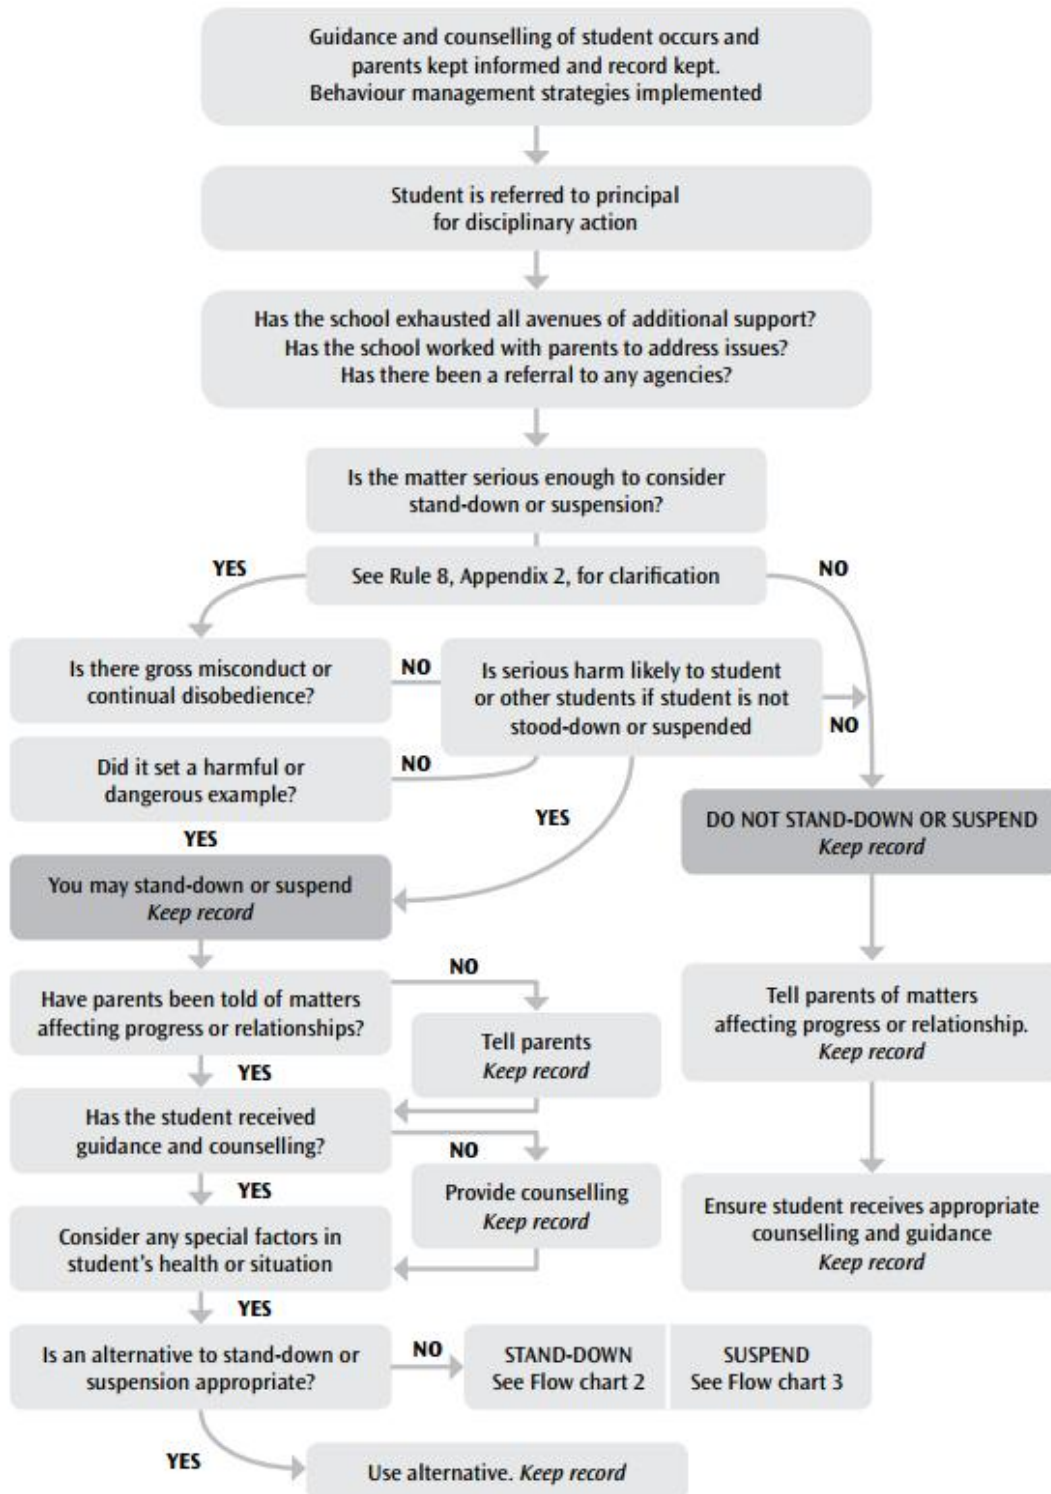 Guidance and counselling of student occurs and
parents kept informed and record kept.
Behaviour management strategies implemented
Student is referred to principal
for disciplinary action
Has the school exhausted all avenues of additional support?
Has the school worked with parents to address issues?
Has there been a referral to any agencies?
Is the matter serious enough to consider
stand-down or suspension?
YES
See Rule 8, Appendix 2, for clarification
NO
Is there gross misconduct or
continual disobedience?
NO
Is serious harm likely to student
or other students if student is not
stood-down or suspended
NO
Did it set a harmful or
dangerous example?
NO
YES
YES
DO NOT STAND-DOWN OR SUSPEND
Keep record
You may stand-down or suspend
Keep record
Have parents been told of matters
affecting progress or relationships?
NO
Tell parents
Keep record
Tell parents of matters
affecting progress or relationship.
Keep record
YES
Has the student received
guidance and counselling?
NO
Provide counselling
Keep record
Ensure student receives appropriate
counselling and guidance
Keep record
YES
Consider any special factors in
student's health or situation
YES
Is an alternative to stand-down or
suspension appropriate?
NO
STAND-DOWN
See Flow chart 2
SUSPEND
See Flow chart 3
YES
Use alternative. Keep record